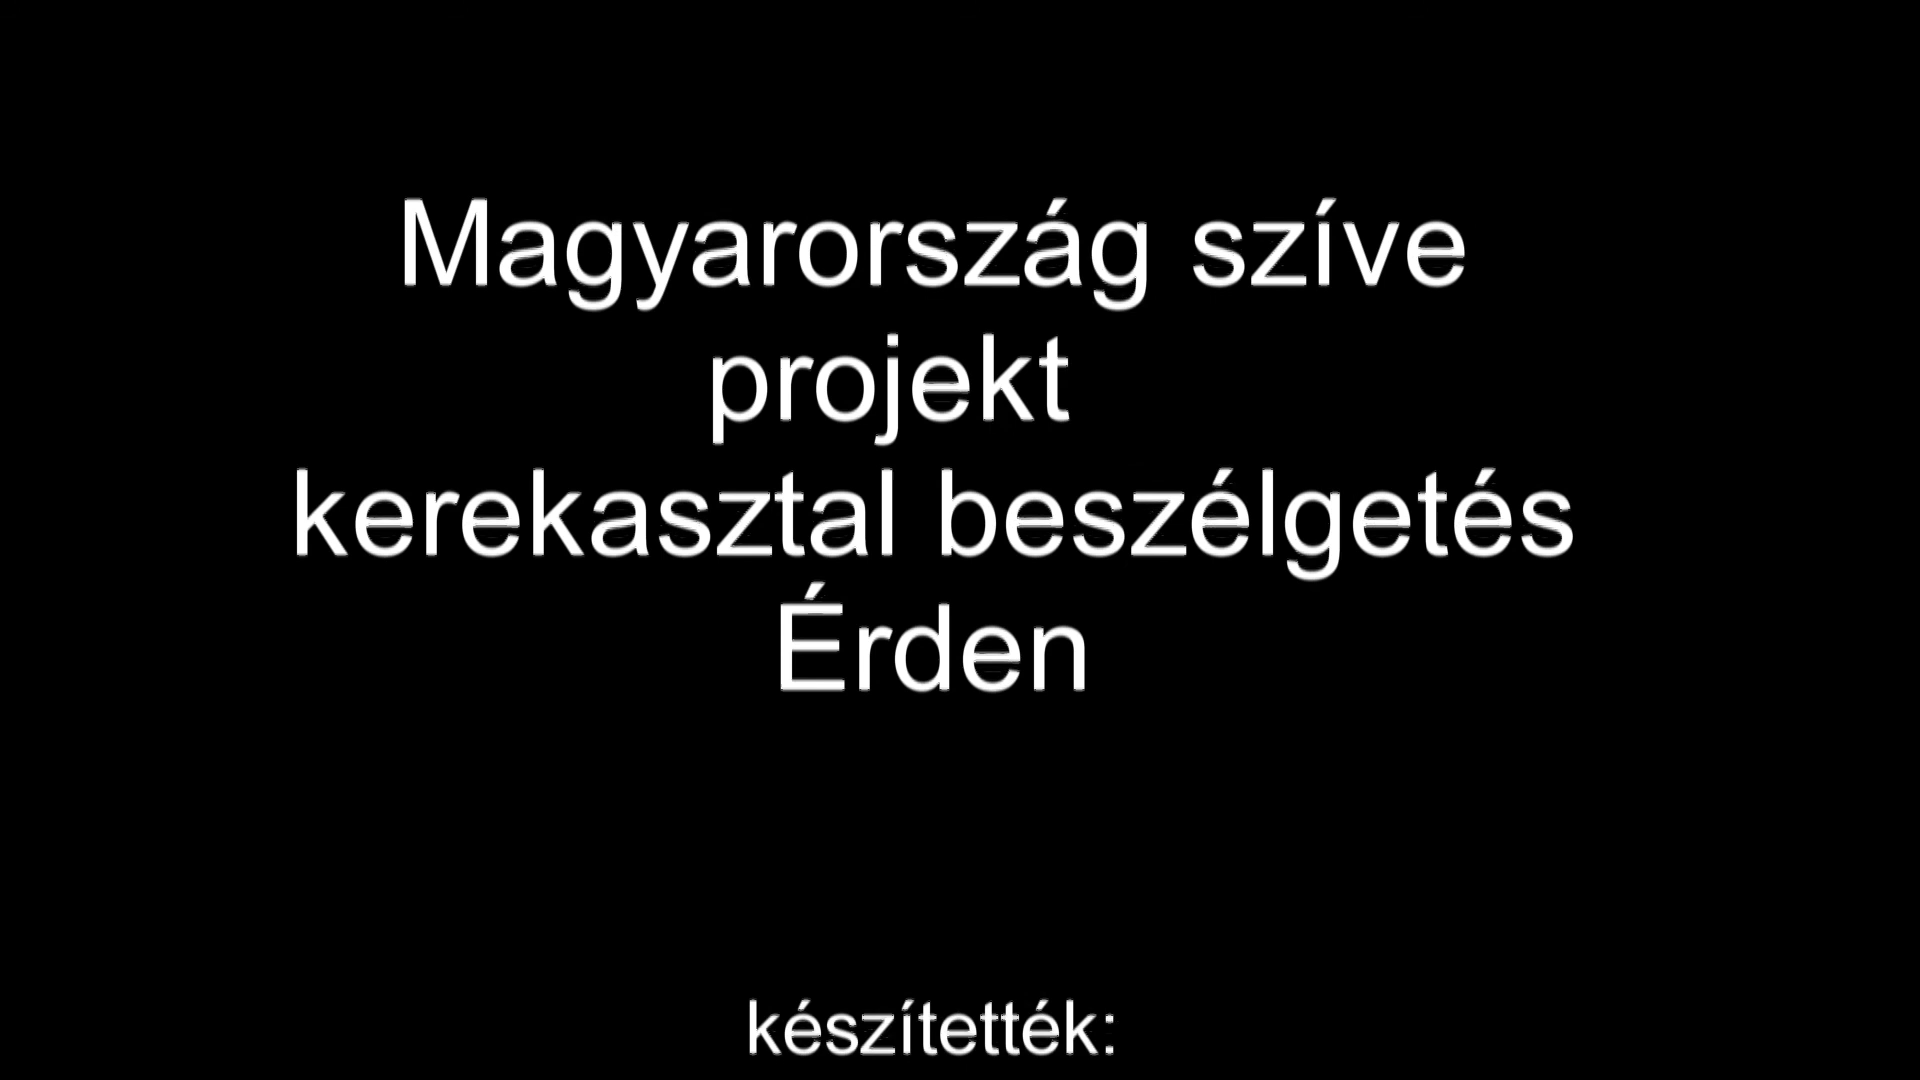 Magyarország szíve
projekt
kerekasztal beszélgetés
Érden
készítették: